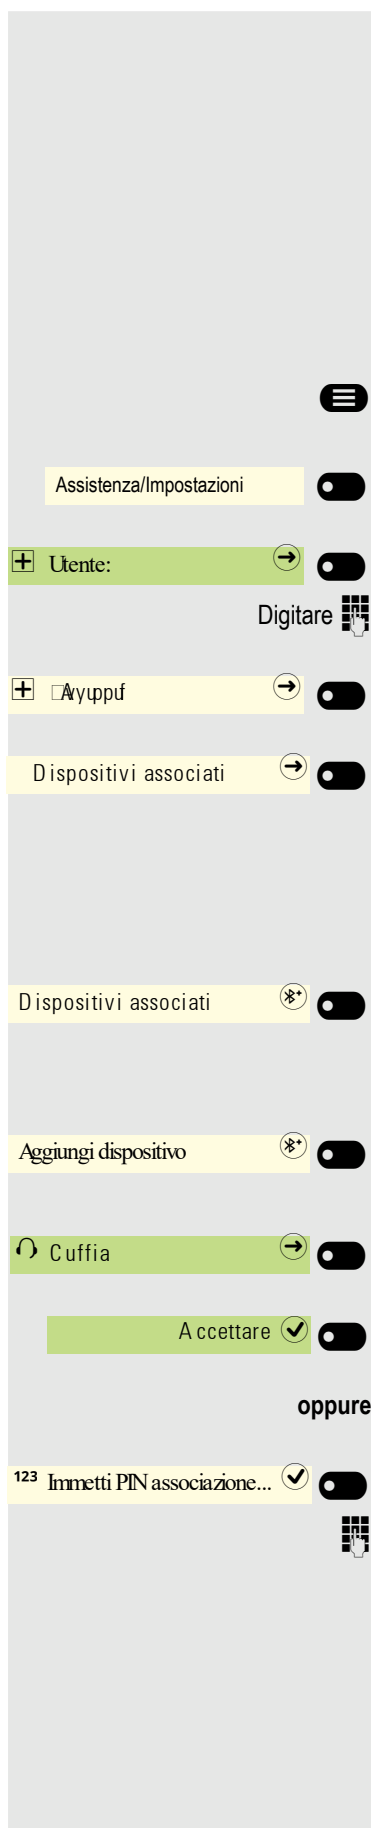 Assistenza/Impostazioni
Utente:
Digitare
Dispositivi associati
Dispositivi associati
Aggiungi dispositivo
Cuffia
Accettare
oppure
123 Immetti PIN associazione...